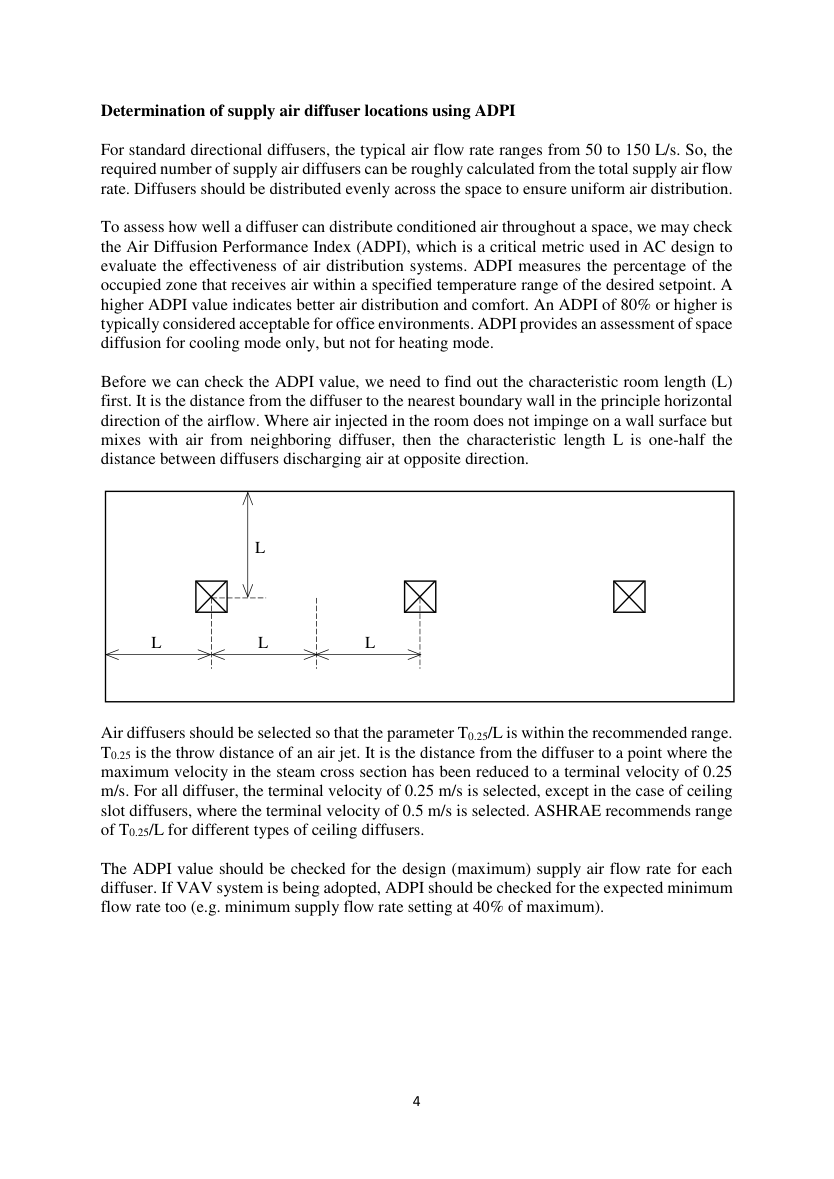 Determination of supply air diffuser locations using ADPI
For standard directional diffusers, the typical air flow rate ranges from 50 to 150 L/s. So, the
required number of supply air diffusers can be roughly calculated from the total supply air flow
rate. Diffusers should be distributed evenly across the space to ensure uniform air distribution.
To assess how well a diffuser can distribute conditioned air throughout a space, we may check
the Air Diffusion Performance Index (ADPI), which is a critical metric used in AC design to
evaluate the effectiveness of air distribution systems. ADPI measures the percentage of the
occupied zone that receives air within a specified temperature range of the desired setpoint. A
higher ADPI value indicates better air distribution and comfort. An ADPI of 80% or higher is
typically considered acceptable for office environments. ADPI provides an assessment of space
diffusion for cooling mode only, but not for heating mode.
Before we can check the ADPI value, we need to find out the characteristic room length (L)
first. It is the distance from the diffuser to the nearest boundary wall in the principle horizontal
direction of the airflow. Where air injected in the room does not impinge on a wall surface but
mixes with air from neighboring diffuser, then the characteristic length L is one-half the
distance between diffusers discharging air at opposite direction.
L
L L L
Air diffusers should be selected so that the parameter T0.25/L is within the recommended range.
T0.25 is the throw distance of an air jet. It is the distance from the diffuser to a point where the
maximum velocity in the steam cross section has been reduced to a terminal velocity of 0.25
m/s. For all diffuser, the terminal velocity of 0.25 m/s is selected, except in the case of ceiling
slot diffusers, where the terminal velocity of 0.5 m/s is selected. ASHRAE recommends range
of T0.25/L for different types of ceiling diffusers.
The ADPI value should be checked for the design (maximum) supply air flow rate for each
diffuser. If VAV system is being adopted, ADPI should be checked for the expected minimum
flow rate too (e.g. minimum supply flow rate setting at 40% of maximum).
4